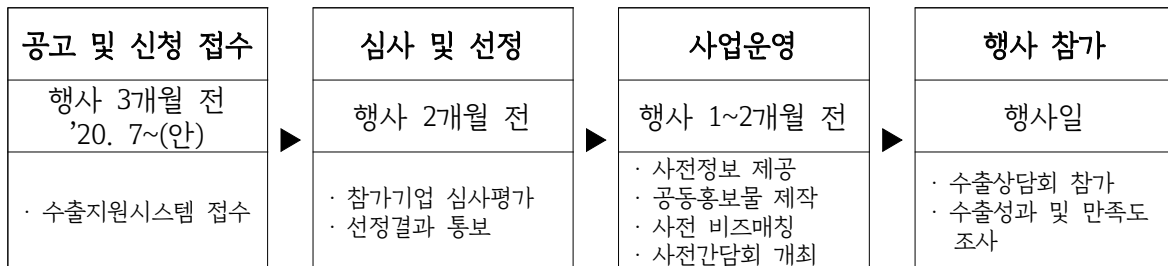 공고 및 신청 접수
행사 3개월 전
’20. 7~(안)
· 수출지원시스템 접수
▶
심사 및 선정
행사 2개월 전
· 참가기업 심사평가
· 선정결과 통보
▶
사업운영
행사 1~2개월 전
· 사전정보 제공
· 공동홍보물 제작
· 사전 비즈매칭
· 사전간담회 개최
▶
행사 참가
행사일
· 수출상담회 참가
· 수출성과 및 만족도
조사